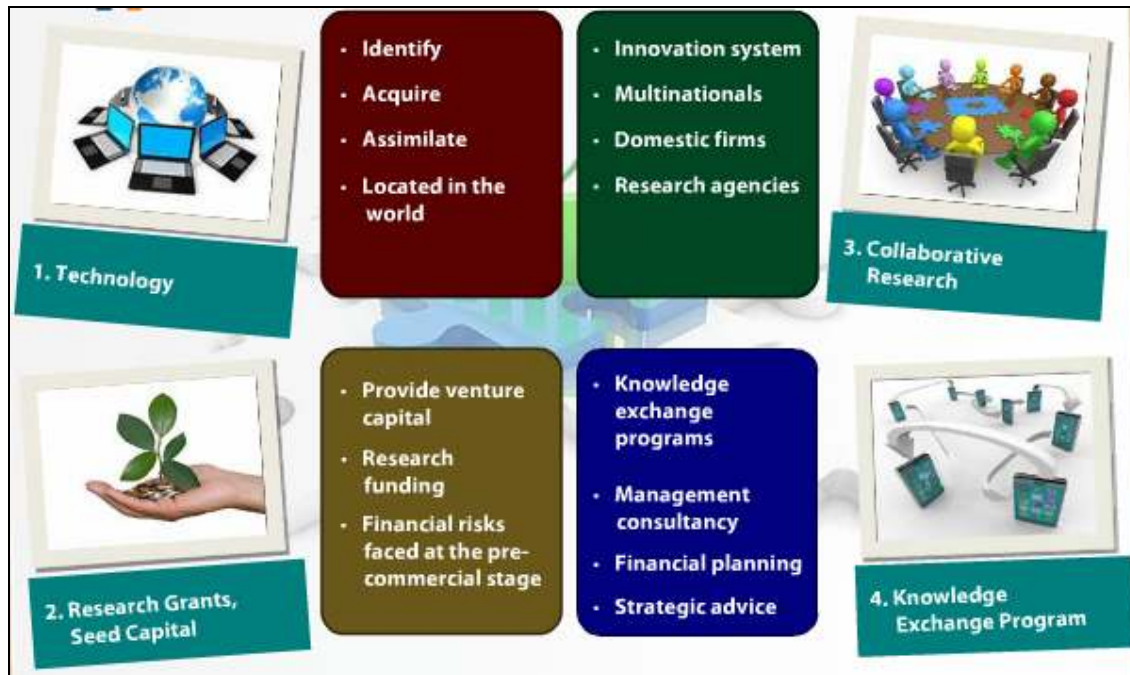 • Identify
• Acquire
• Assimilate
• Located in the
world
1. Technology
• Innovation system
• Multinationals
• Domestic firms
• Research agencies
3. Collaborative
Research
• Provide venture
capital
• Research
funding
• Financial risks
faced at the pre-
commercial stage
2. Research Grants,
Seed Capital
• Knowledge
exchange
programs
• Management
consultancy
• Financial planning
• Strategic advice
4. Knowledge
Exchange Program